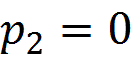 p₂ = 0